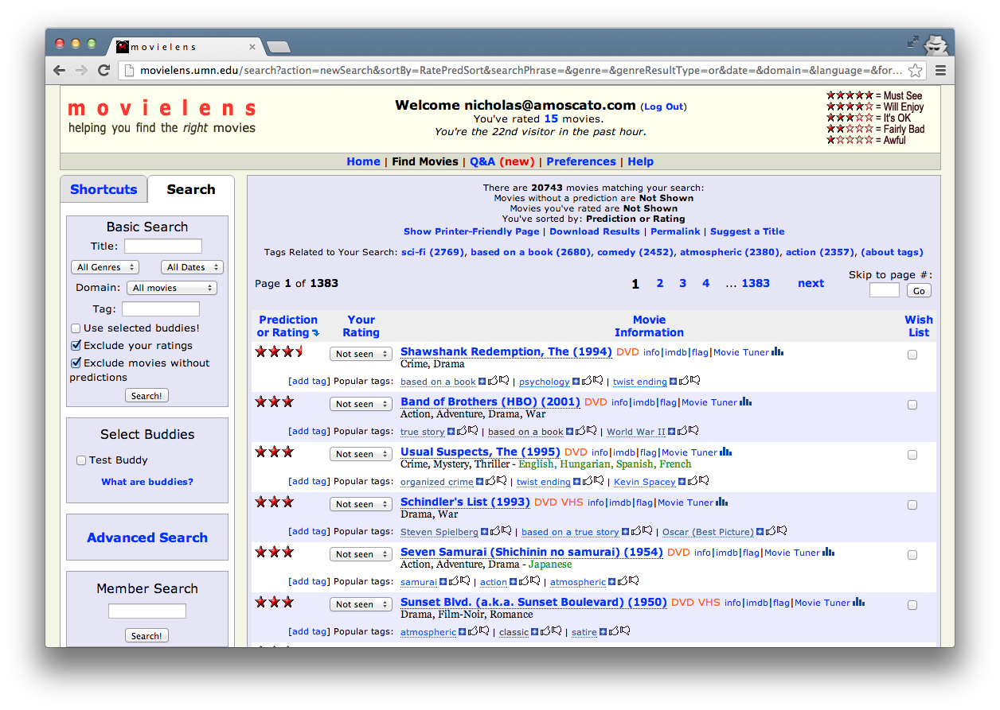 movielens
movielens.umn.edu/search?action=newSearch&sortBy=RatePredSort&searchPhrase=&genre=&genreResultType=or&date=&domain=&language=&for...
movielens
helping you find the right movies
Welcome nicholas@amoscato.com (Log Out)
You've rated 15 movies.
You're the 22nd visitor in the past hour.
★★★★★ = Must See
★★★★☆ = Will Enjoy
★★★☆☆ = It's OK
★★☆☆☆ = Fairly Bad
★☆☆☆☆ = Awful
Home | Find Movies | Q&A (new) | Preferences | Help
Shortcuts Search
Basic Search
Title:
All Genres All Dates
Domain: All movies
Tag:
Use selected buddies!
Exclude your ratings
Exclude movies without
predictions
Search!
Select Buddies
Test Buddy
What are buddies?
Advanced Search
Member Search
Search!
There are 20743 movies matching your search:
Movies without a prediction are Not Shown
Movies you've rated are Not Shown
You've sorted by: Prediction or Rating
Show Printer-Friendly Page | Download Results | Permalink | Suggest a Title
Tags Related to Your Search: sci-fi (2769), based on a book (2680), comedy (2452), atmospheric (2380), action (2357), (about tags)
Page 1 of 1383
1 2 3 4 ... 1383 next
Skip to page #:
Go
Prediction
or Rating
Your
Rating
Movie
Information
Wish
List
Not seen
Shawshank Redemption, The (1994) DVD info|imdb|flag|Movie Tuner
Crime, Drama
[add tag] Popular tags: based on a book | psychology | twist ending
Not seen
Band of Brothers (HBO) (2001) DVD info|imdb|flag|Movie Tuner
Action, Adventure, Drama, War
[add tag] Popular tags: true story | based on a book | World War II
Not seen
Usual Suspects, The (1995) DVD info|imdb|flag|Movie Tuner
Crime, Mystery, Thriller - English, Hungarian, Spanish, French
[add tag] Popular tags: organized crime | twist ending | Kevin Spacey
Not seen
Schindler's List (1993) DVD VHS info|imdb|flag|Movie Tuner
Drama, War
[add tag] Popular tags: Steven Spielberg | based on a true story | Oscar (Best Picture)
Not seen
Seven Samurai (Shichinin no samurai) (1954) DVD info|imdb|flag|Movie Tuner
Action, Adventure, Drama - Japanese
[add tag] Popular tags: samurai | action | atmospheric
Not seen
Sunset Blvd. (a.k.a. Sunset Boulevard) (1950) DVD VHS info|imdb|flag|Movie Tuner
Drama, Film-Noir, Romance
[add tag] Popular tags: atmospheric | classic | satire